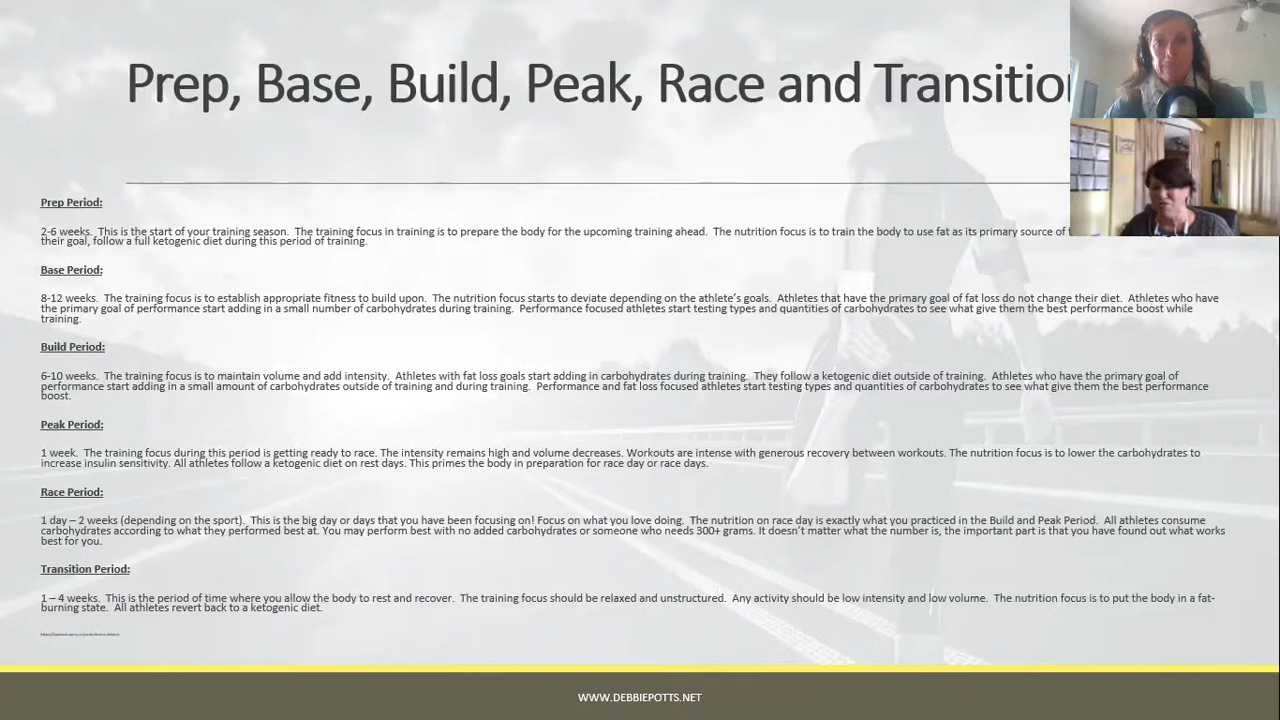 Prep, Base, Build, Peak, Race and Transition
Prep Period:
2-6 weeks.  This is the start of your training season.  The training focus in training is to prepare the body for the upcoming training ahead.  The nutrition focus is to train the body to use fat as its primary source of
their goal, follow a full ketogenic diet during this period of training.
Base Period:
8-12 weeks.  The training focus is to establish appropriate fitness to build upon.  The nutrition focus starts to deviate depending on the athlete's goals.  Athletes that have the primary goal of fat loss do not change their diet.  Athletes who have
the primary goal of performance start adding in a small number of carbohydrates during training.  Performance focused athletes start testing types and quantities of carbohydrates to see what give them the best performance boost while
training.
Build Period:
6-10 weeks.  The training focus is to maintain volume and add intensity.  Athletes with fat loss goals start adding in carbohydrates during training.  They follow a ketogenic diet outside of training.  Athletes who have the primary goal of
performance start adding in a small amount of carbohydrates outside of training and during training.  Performance and fat loss focused athletes start testing types and quantities of carbohydrates to see what give them the best performance
boost.
Peak Period:
1 week.  The training focus during this period is getting ready to race. The intensity remains high and volume decreases. Workouts are intense with generous recovery between workouts. The nutrition focus is to lower the carbohydrates to
increase insulin sensitivity. All athletes follow a ketogenic diet on rest days. This primes the body in preparation for race day or race days.
Race Period:
1 day – 2 weeks (depending on the sport).  This is the big day or days that you have been focusing on! Focus on what you love doing.  The nutrition on race day is exactly what you practiced in the Build and Peak Period.  All athletes consume
carbohydrates according to what they performed best at. You may perform best with no added carbohydrates or someone who needs 300+ grams. It doesn't matter what the number is, the important part is that you have found out what works
best for you.
Transition Period:
1 – 4 weeks.  This is the period of time where you allow the body to rest and recover.  The training focus should be relaxed and unstructured.  Any activity should be low intensity and low volume.  The nutrition focus is to put the body in a fat-
burning state.  All athletes revert back to a ketogenic diet.
WWW.DEBBIEPOTTS.NET